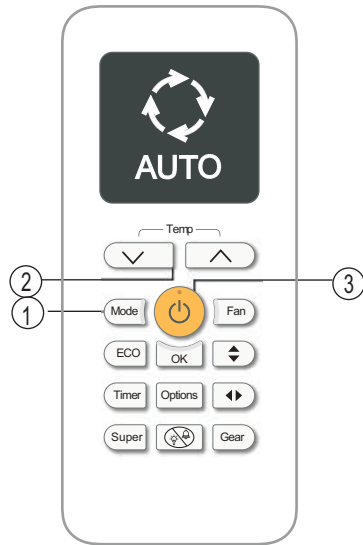 AUTO
Temp
2
3
1
Mode
Fan
ECO
OK
Timer
Options
Super
Gear